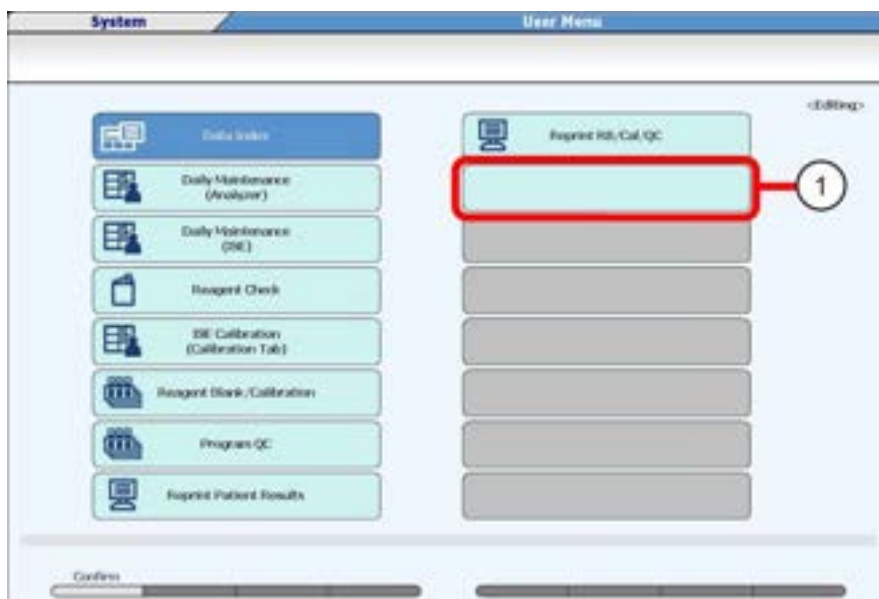 System
User Menu
<Editing>
Data Index
Reprint RB/Cal/QC
Daily Maintenance
(Analyzer)
1
Daily Maintenance
(ISE)
Reagent Check
ISE Calibration
(Calibration Tab)
Reagent Blank/Calibration
Program QC
Reprint Patient Results
Confirm